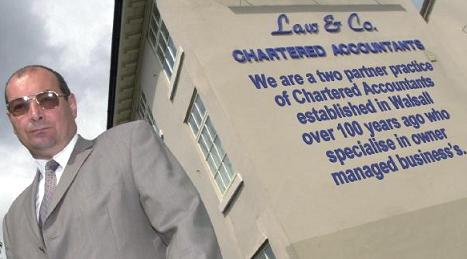 Law & Co.
CHARTERED ACCOUNTANTS
We are a two partner practice
of Chartered Accountants
established in Walsall
over 100 years ago who
specialise in owner
managed business's.